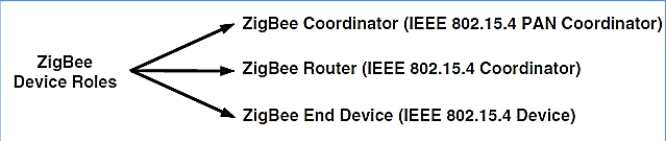 ZigBee Coordinator (IEEE 802.15.4 PAN Coordinator)
ZigBee
Device Roles
ZigBee Router (IEEE 802.15.4 Coordinator)
ZigBee End Device (IEEE 802.15.4 Device)